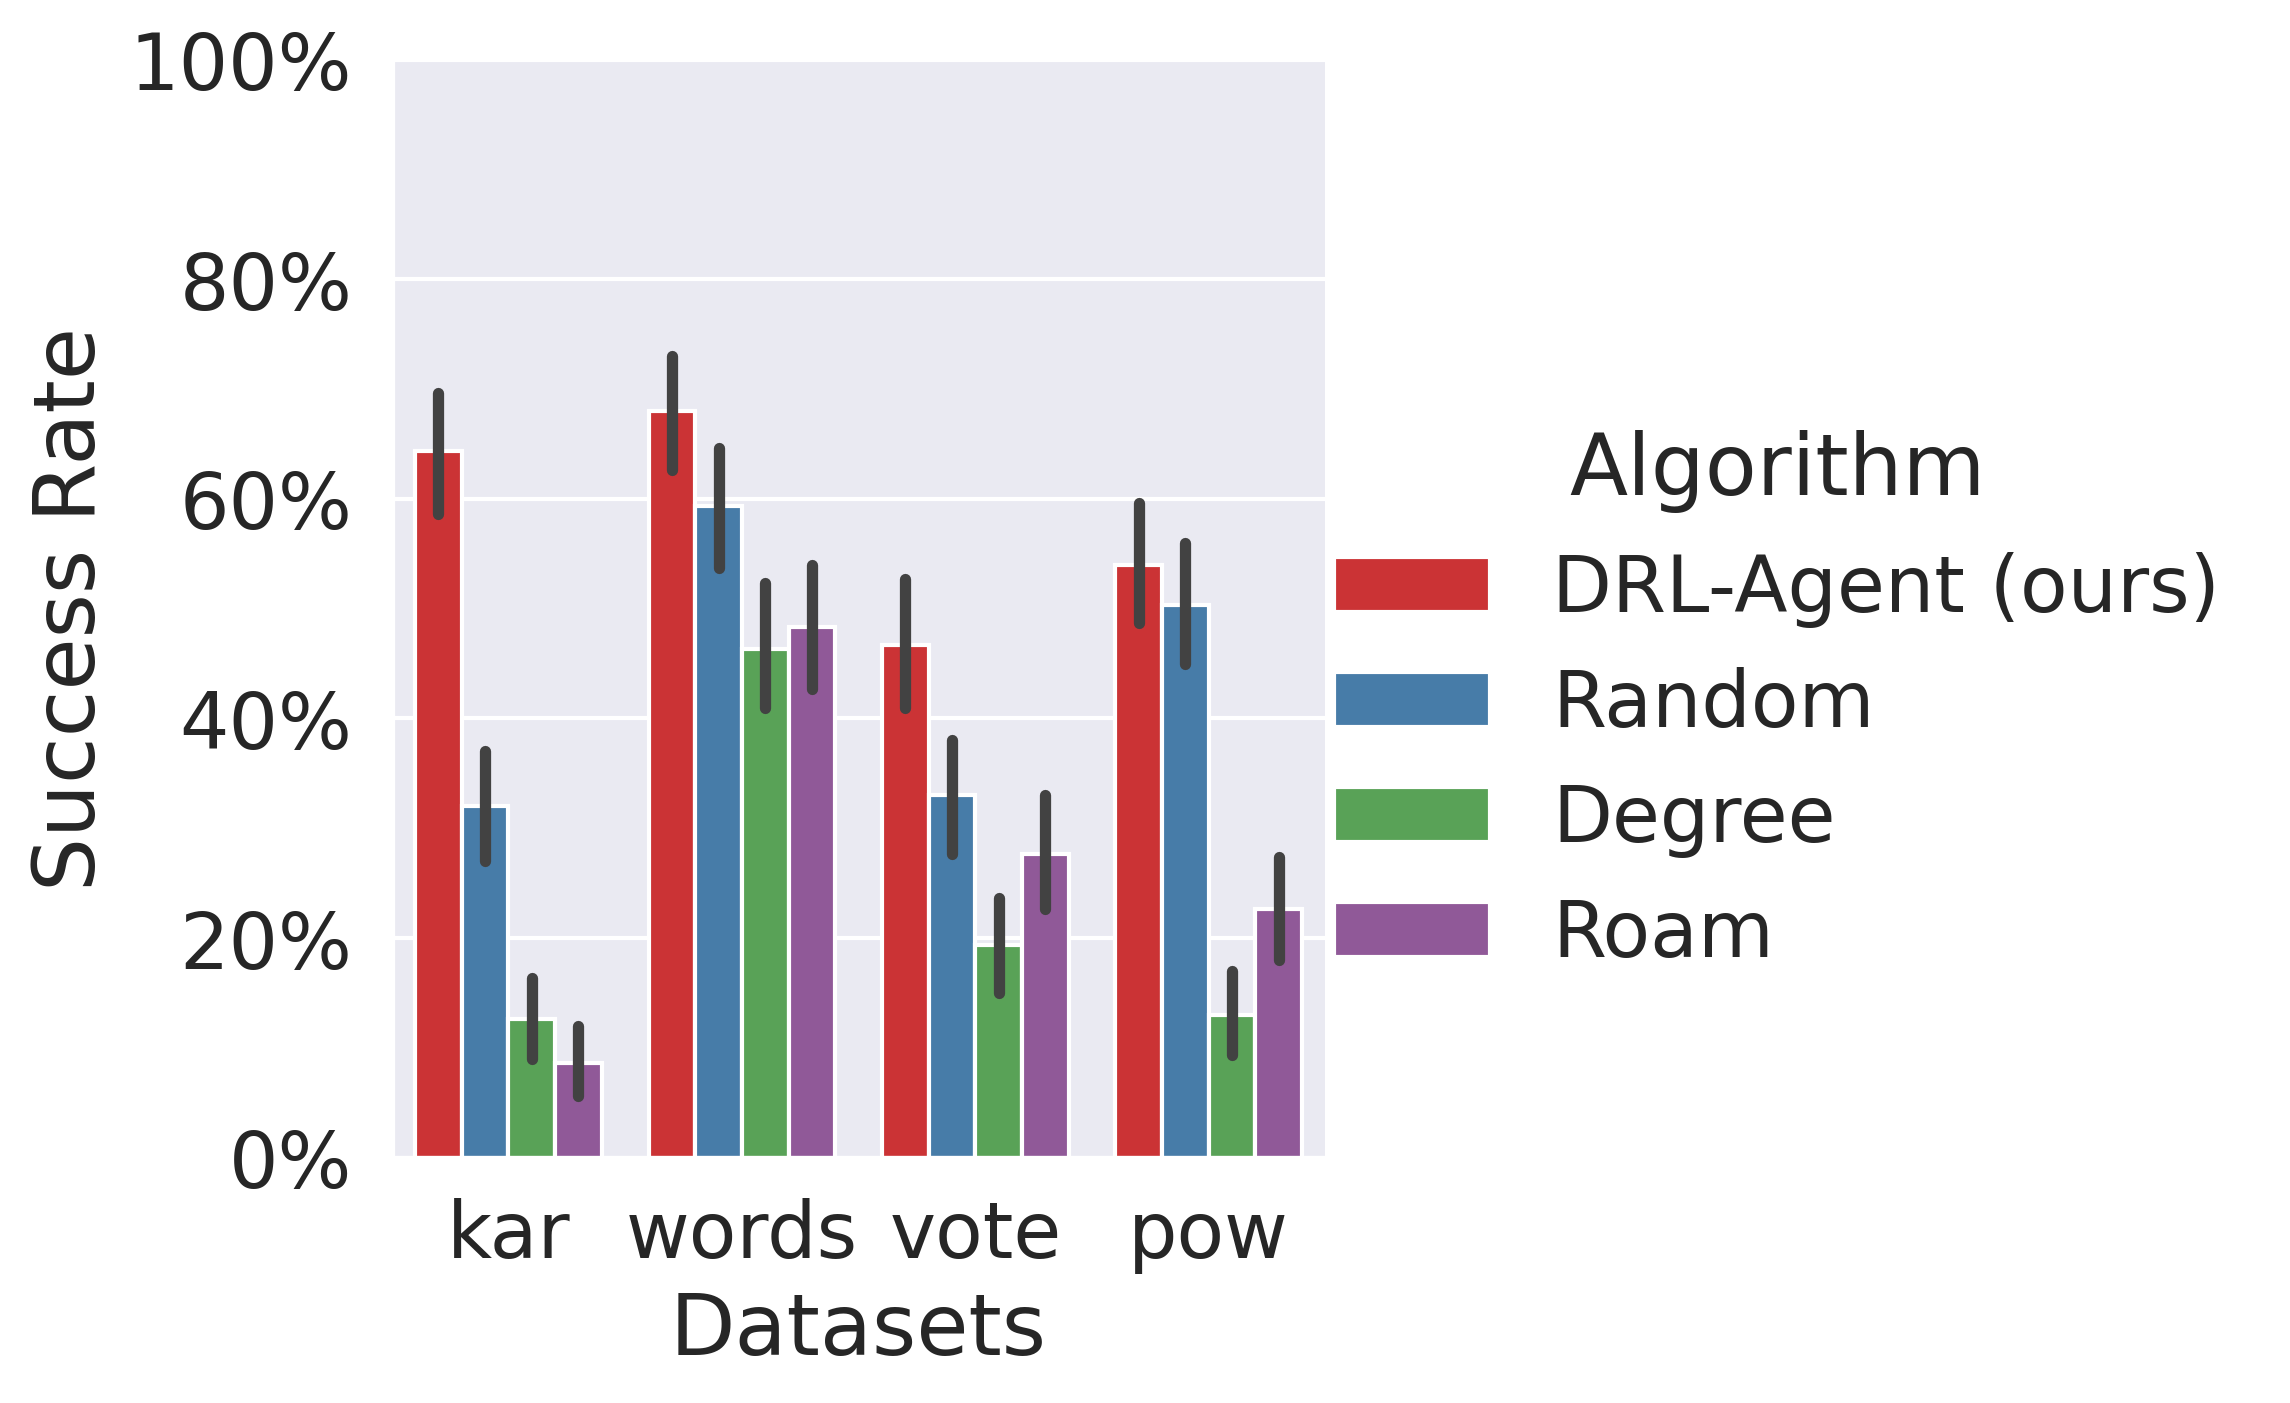 100%
80%
60%
40%
20%
0%
Success Rate
kar words vote pow
Datasets
Algorithm
DRL-Agent (ours)
Random
Degree
Roam